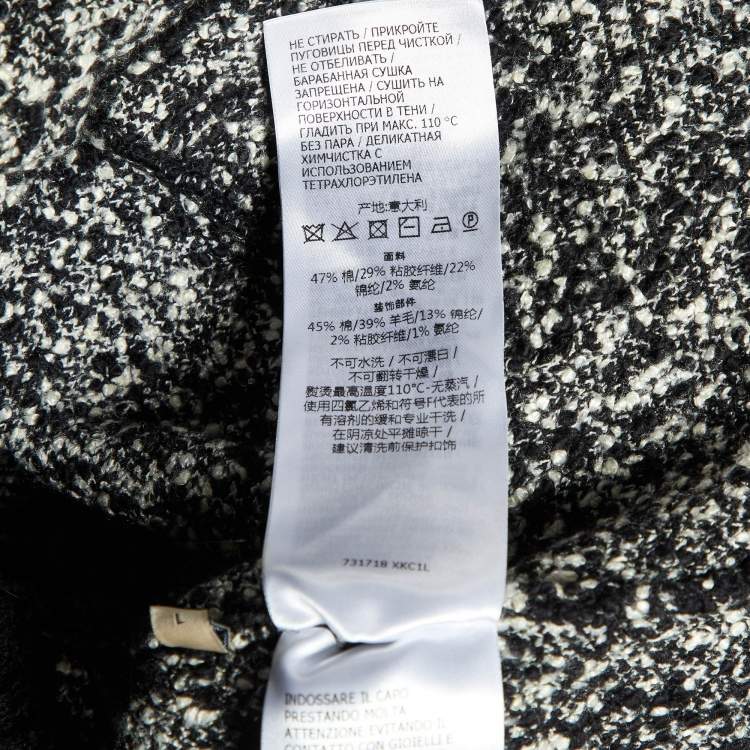 НЕ СТИРАТЬ / ПРИКРОЙТЕ
ПУГОВИЦЫ ПЕРЕД ЧИСТКОЙ /
НЕ ОТБЕЛИВАТЬ /
БАРАБАННАЯ СУШКА
ЗАПРЕЩЕНА / СУШИТЬ НА
ГОРИЗОНТАЛЬНОЙ
ПОВЕРХНОСТИ В ТЕНИ /
ГЛАДИТЬ ПРИ МАКС. 110 °C
БЕЗ ПАРА / ДЕЛИКАТНАЯ
ХИМЧИСТКА С
ИСПОЛЬЗОВАНИЕМ
ТЕТРАХЛОРЭТИЛЕНА
产地:意大利
P
面料
47% 棉/29% 粘胶纤维/22%
锦纶/2% 氨纶
装饰部件
45% 棉/39% 羊毛/13% 锦纶/
2% 粘胶纤维/1% 氨纶
不可水洗 / 不可漂白 /
不可翻转干燥 /
熨烫最高温度110°C-无蒸汽 /
使用四氯乙烯和符号F代表的所
有溶剂的缓和专业干洗 /
在阴凉处平摊晾干 /
建议清洗前保护扣饰
731718 XKC1L
L
INDOSSARE IL CAPO
PRESTANDO MOLTA
ATTENZIONE EVITANDO IL
CONTATTO CON GIOIELLI E